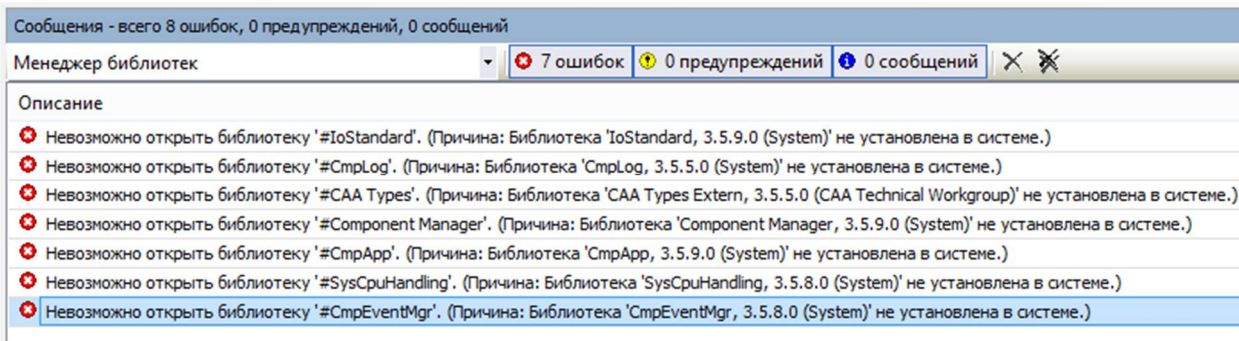 Сообщения - всего 8 ошибок, 0 предупреждений, 0 сообщений
Менеджер библиотек 7 ошибок 0 предупреждений 0 сообщений
Описание
Невозможно открыть библиотеку '#IoStandard'. (Причина: Библиотека 'IoStandard, 3.5.9.0 (System)' не установлена в системе.)
Невозможно открыть библиотеку '#CmpLog'. (Причина: Библиотека 'CmpLog, 3.5.5.0 (System)' не установлена в системе.)
Невозможно открыть библиотеку '#CAA Types'. (Причина: Библиотека 'CAA Types Extern, 3.5.5.0 (CAA Technical Workgroup)' не установлена в системе.)
Невозможно открыть библиотеку '#Component Manager'. (Причина: Библиотека 'Component Manager, 3.5.9.0 (System)' не установлена в системе.)
Невозможно открыть библиотеку '#CmpApp'. (Причина: Библиотека 'CmpApp, 3.5.9.0 (System)' не установлена в системе.)
Невозможно открыть библиотеку '#SysCpuHandling'. (Причина: Библиотека 'SysCpuHandling, 3.5.8.0 (System)' не установлена в системе.)
Невозможно открыть библиотеку '#CmpEventMgr'. (Причина: Библиотека 'CmpEventMgr, 3.5.8.0 (System)' не установлена в системе.)